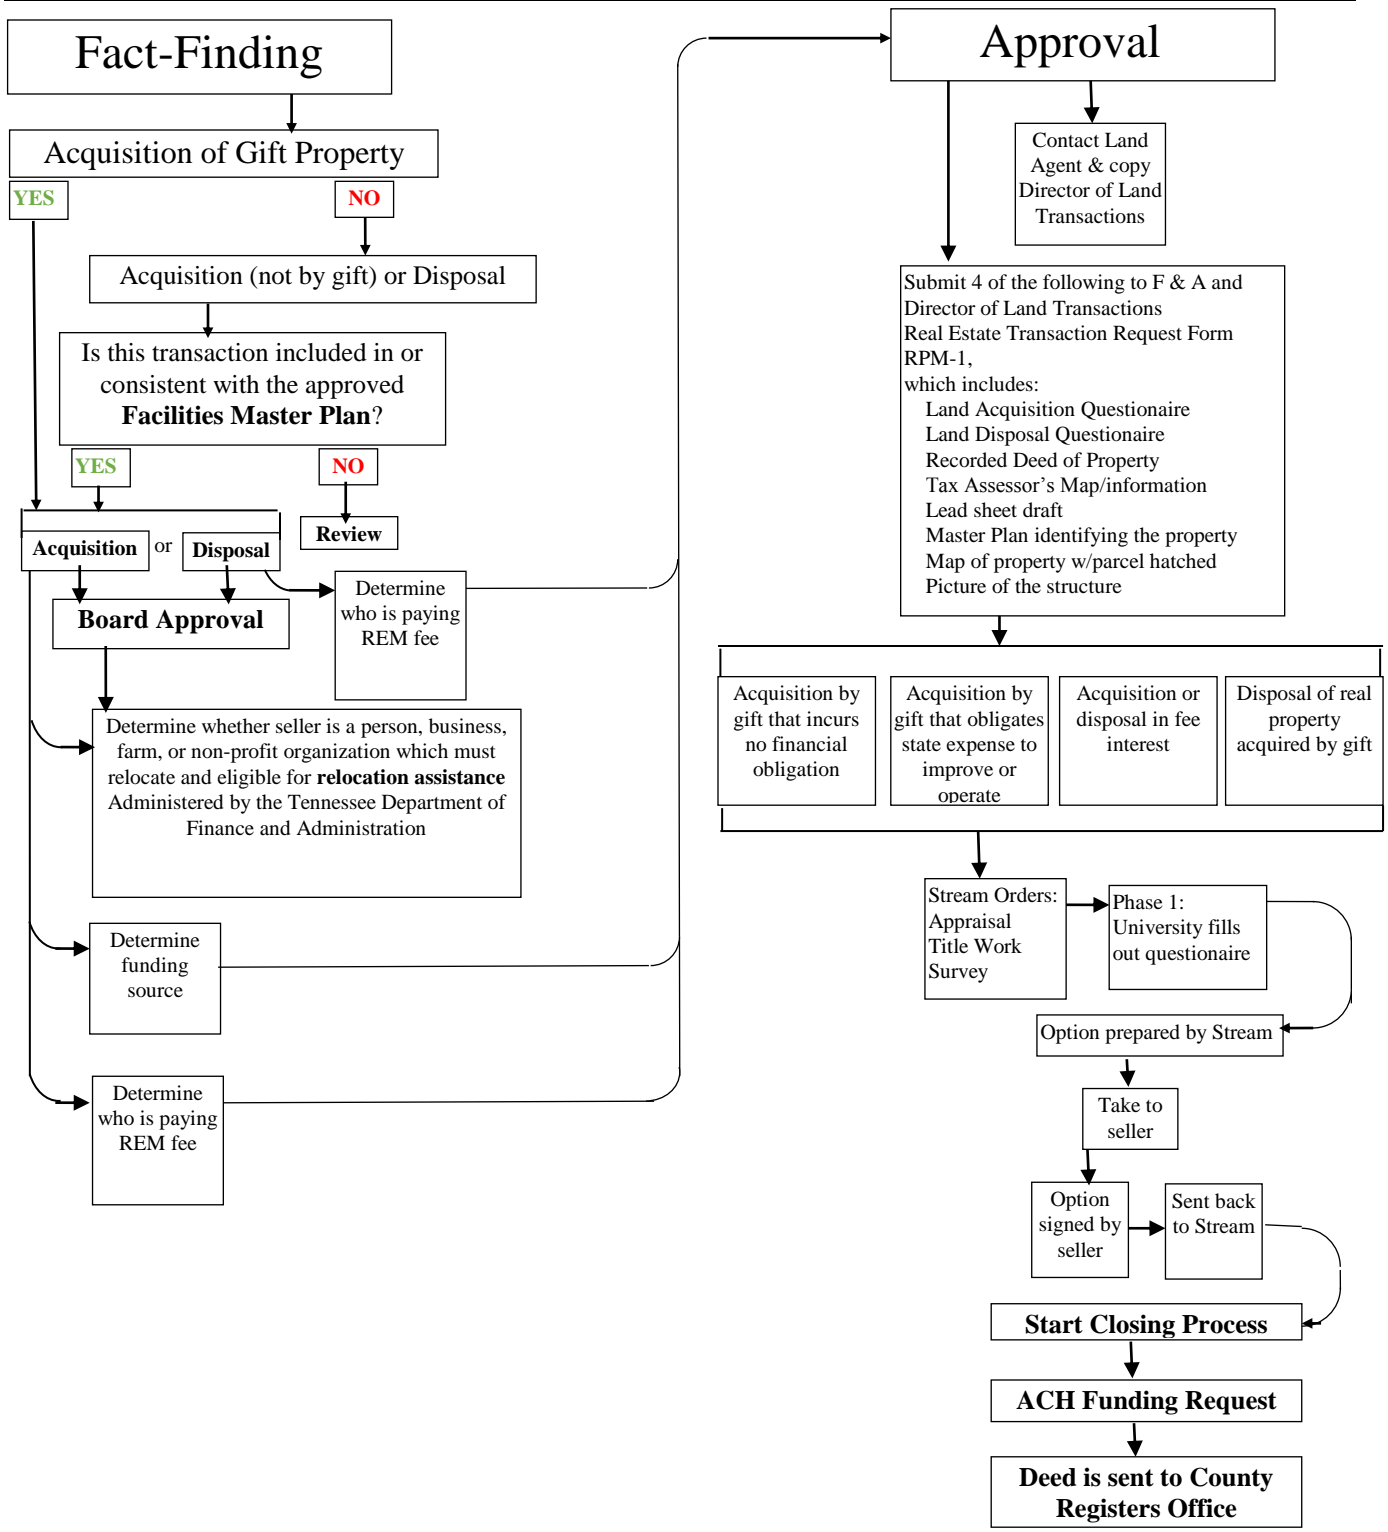 Fact-Finding
Acquisition of Gift Property
YES
NO
Acquisition (not by gift) or Disposal
Is this transaction included in or
consistent with the approved
Facilities Master Plan?
YES
NO
Review
Acquisition
or
Disposal
Board Approval
Determine
who is paying
REM fee
Determine whether seller is a person, business,
farm, or non-profit organization which must
relocate and eligible for relocation assistance
Administered by the Tennessee Department of
Finance and Administration
Determine
funding
source
Determine
who is paying
REM fee
Approval
Contact Land
Agent & copy
Director of Land
Transactions
Submit 4 of the following to F & A and
Director of Land Transactions
Real Estate Transaction Request Form
RPM-1,
which includes:
Land Acquisition Questionaire
Land Disposal Questionaire
Recorded Deed of Property
Tax Assessor's Map/information
Lead sheet draft
Master Plan identifying the property
Map of property w/parcel hatched
Picture of the structure
Acquisition by
gift that incurs
no financial
obligation
Acquisition by
gift that obligates
state expense to
improve or
operate
Acquisition or
disposal in fee
interest
Disposal of real
property
acquired by gift
Stream Orders:
Appraisal
Title Work
Survey
Phase 1:
University fills
out questionaire
Option prepared by Stream
Take to
seller
Option
signed by
seller
Sent back
to Stream
Start Closing Process
ACH Funding Request
Deed is sent to County
Registers Office